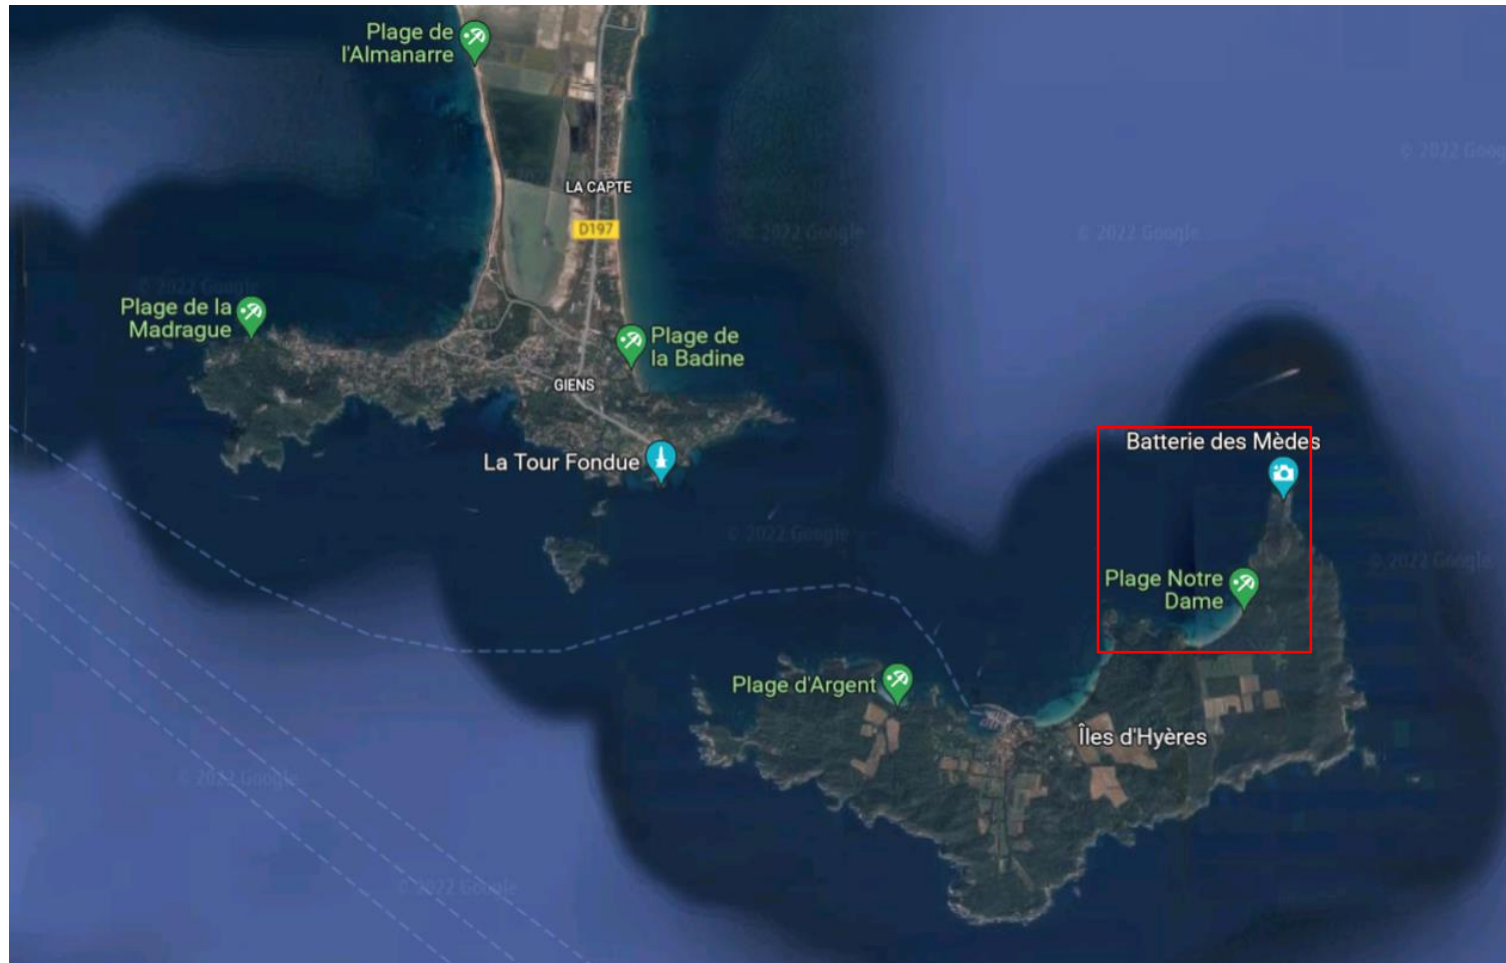 Plage de
l'Almanarre
© 2022 Goo
LA CAPTE
D197
© 2022 Google
© 2022 Google
© 2022 Google
Plage de la
Madrague
Plage de
la Badine
GIENS
Batterie des Mèdes
La Tour Fondue
© 2022 Google
© 2022 Google
Plage Notre
Dame
Plage d'Argent
Îles d'Hyères
© 2022 Google
© 2022 Google